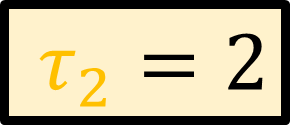 τ₂ = 2